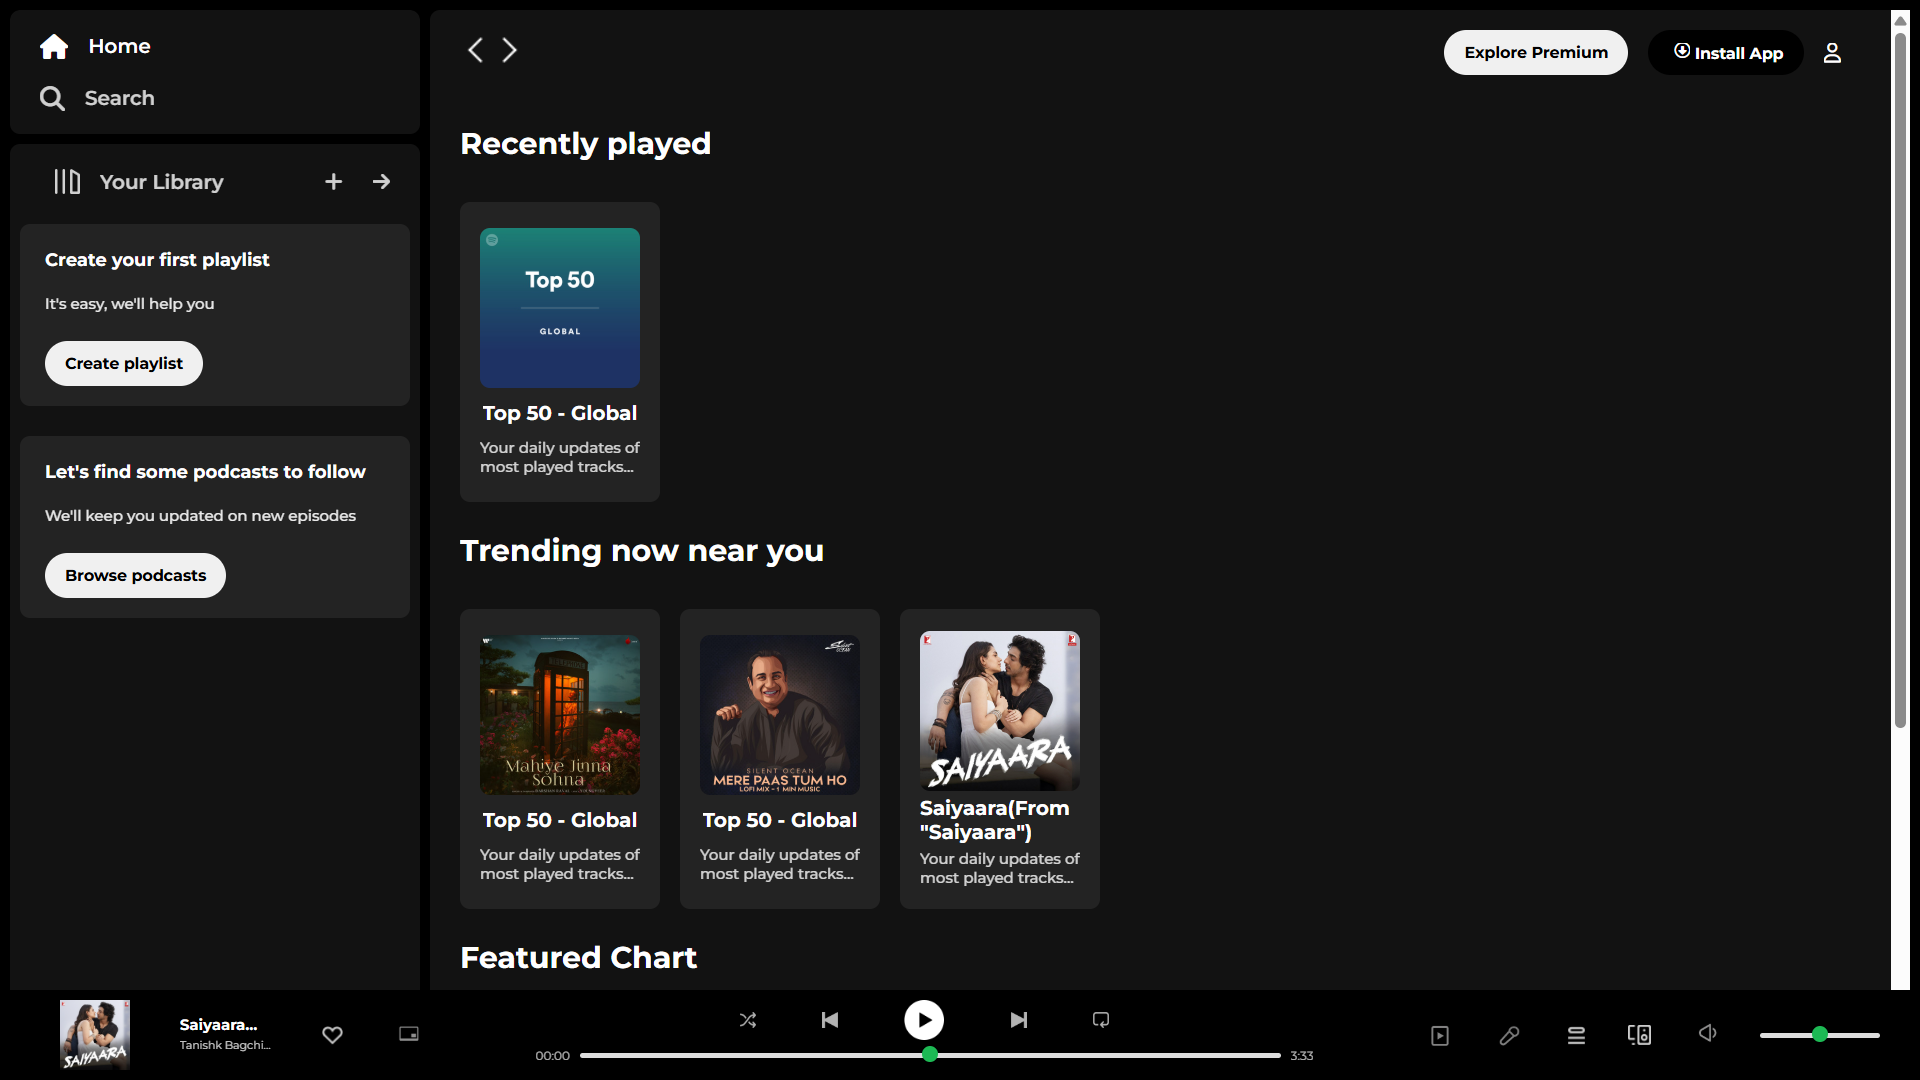 Home
Search
Your Library
Create your first playlist
It's easy, we'll help you
Create playlist
Let's find some podcasts to follow
We'll keep you updated on new episodes
Browse podcasts
Explore Premium
Install App
Recently played
Top 50
GLOBAL
Top 50 - Global
Your daily updates of
most played tracks...
Trending now near you
Mahiye Jinna
Sohna
Top 50 - Global
Your daily updates of
most played tracks...
Silent
OCEAN
SILENT OCEAN
MERE PAAS TUM HO
LOFI MIX - 1 MIN MUSIC
Top 50 - Global
Your daily updates of
most played tracks...
SAIYAARA
Saiyaara(From
"Saiyaara")
Your daily updates of
most played tracks...
Featured Chart
SAIYAARA
Saiyaara...
Tanishk Bagchi...
00:00
3:33